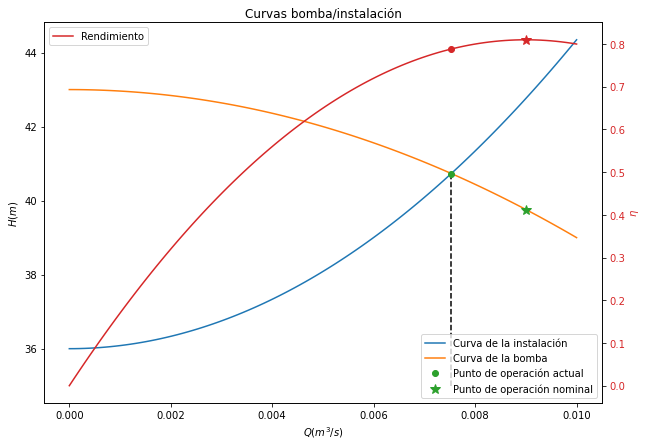 Curvas bomba/instalación
Rendimiento
44
42
40
38
36
H(m)
0.8
0.7
0.6
0.5
0.4
0.3
0.2
0.1
0.0
η
Curva de la instalación
Curva de la bomba
Punto de operación actual
Punto de operación nominal
0.000 0.002 0.004 0.006 0.008 0.010
Q(m³/s)